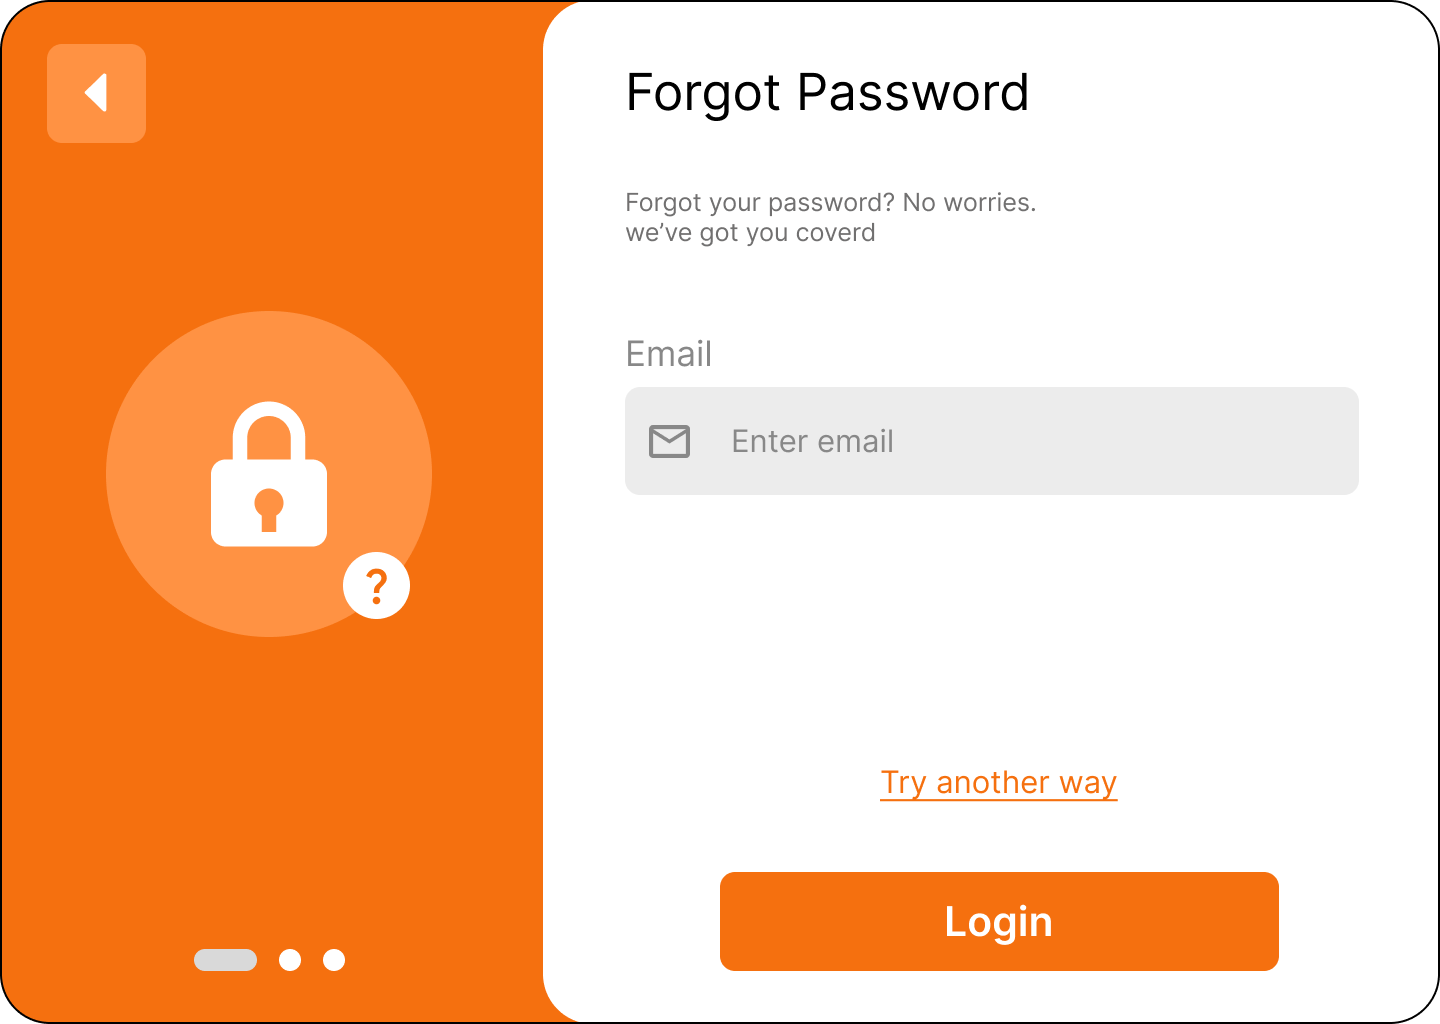 Forgot Password
Forgot your password? No worries.
we’ve got you coverd
Email
Enter email
?
Try another way
Login